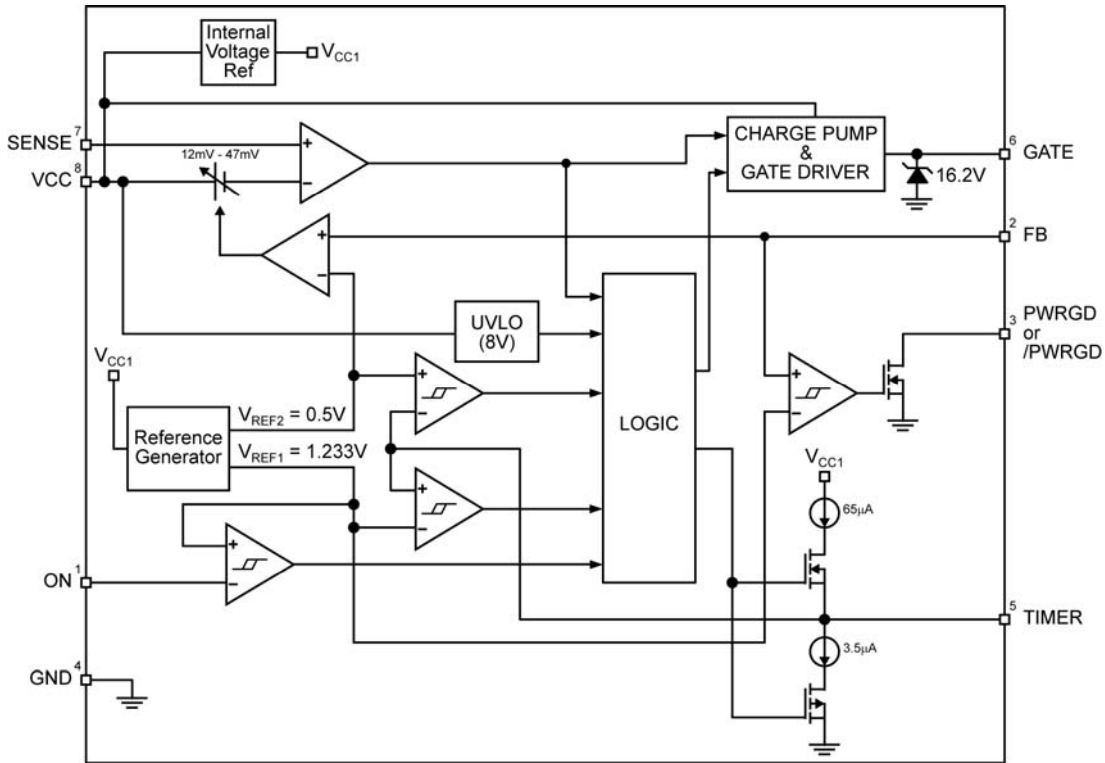 Internal
Voltage
Ref
VCC1
SENSE 7
12mV - 47mV
VCC 8
+
−
CHARGE PUMP
&
GATE DRIVER
6 GATE
16.2V
+
−
2 FB
UVLO
(8V)
3 PWRGD
or
/PWRGD
VCC1
+
−
LOGIC
+
−
VREF2 = 0.5V
Reference
Generator
VREF1 = 1.233V
VCC1
+
−
65µA
+
−
ON 1
5 TIMER
3.5µA
GND 4